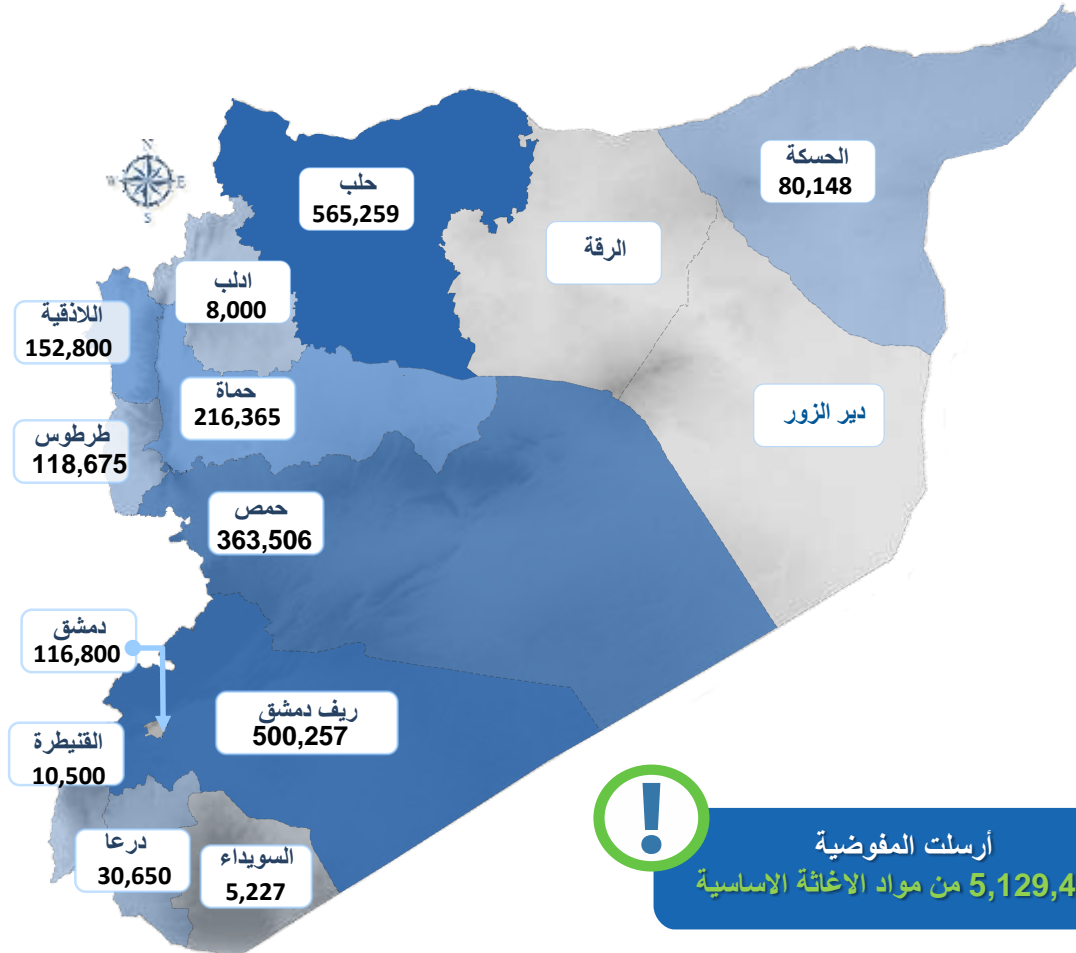 N
W E
S
حلب
565,259
الحسكة
80,148
الرقة
ادلب
8,000
اللاذقية
152,800
حماة
216,365
دير الزور
طرطوس
118,675
حمص
363,506
دمشق
116,800
ريف دمشق
500,257
القنيطرة
10,500
درعا
30,650
السويداء
5,227
!
أرسلت المفوضية
5,129,4 من مواد الاغاثة الاساسية